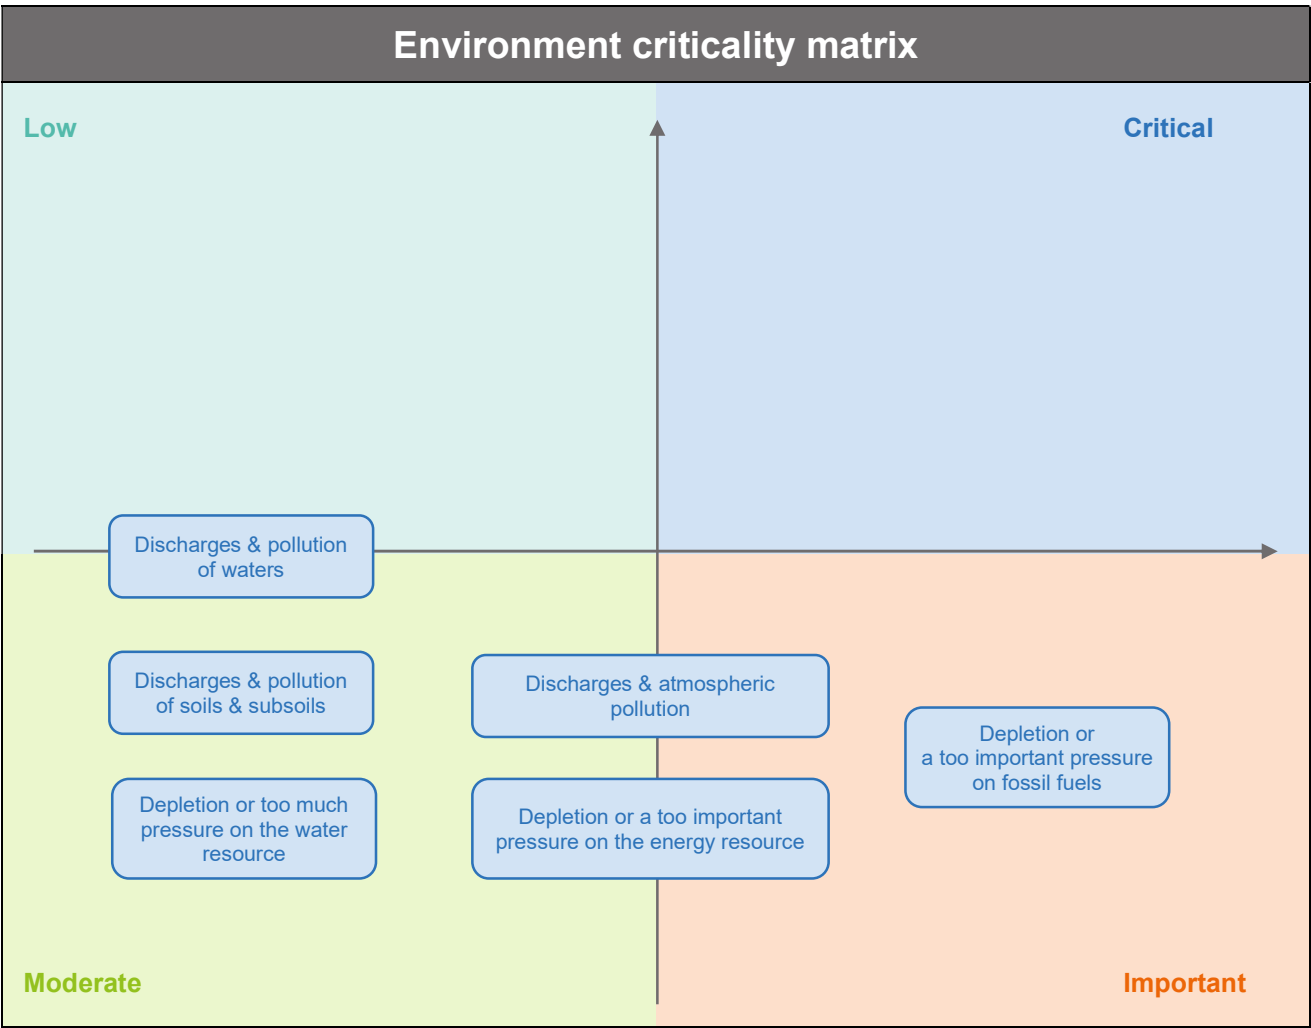 Environment criticality matrix
Low
Critical
Discharges & pollution
of waters
Discharges & pollution
of soils & subsoils
Discharges & atmospheric
pollution
Depletion or
a too important pressure
on fossil fuels
Depletion or too much
pressure on the water
resource
Depletion or a too important
pressure on the energy resource
Moderate
Important